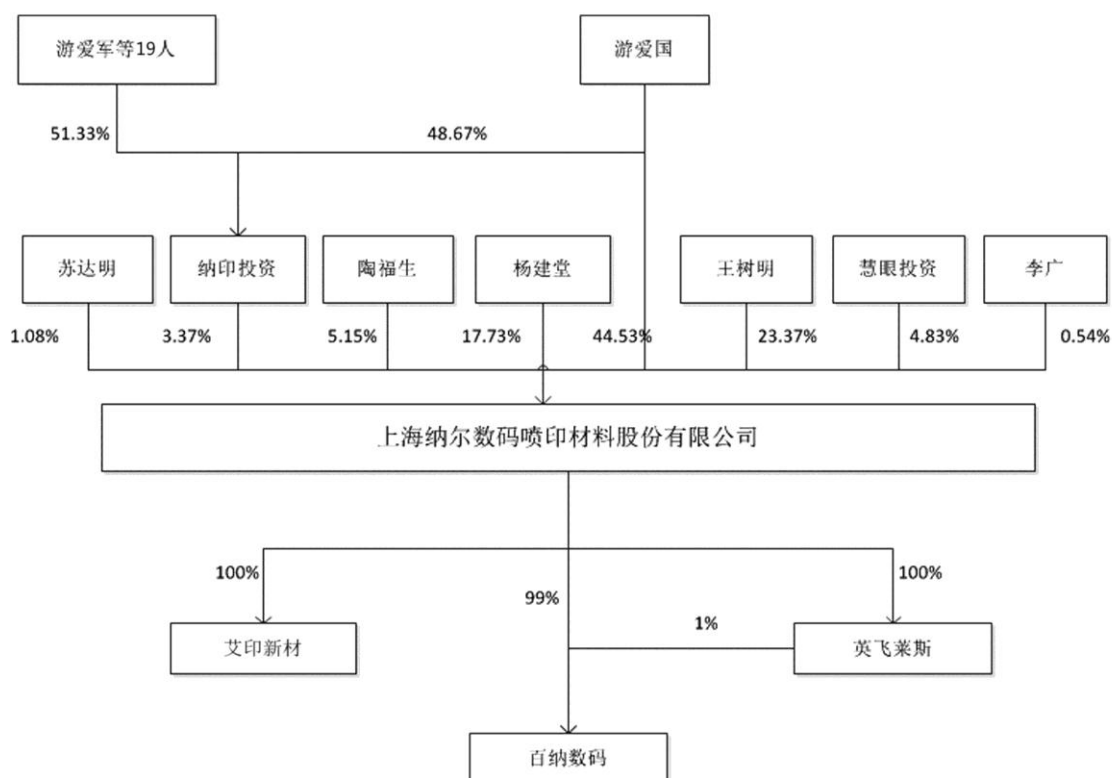 游爱军等19人
游爱国
51.33%
48.67%
苏达明
纳印投资
陶福生
杨建堂
王树明
慧眼投资
李广
1.08%
3.37%
5.15%
17.73%
44.53%
23.37%
4.83%
0.54%
上海纳尔数码喷印材料股份有限公司
100%
99%
100%
1%
艾印新材
英飞莱斯
百纳数码